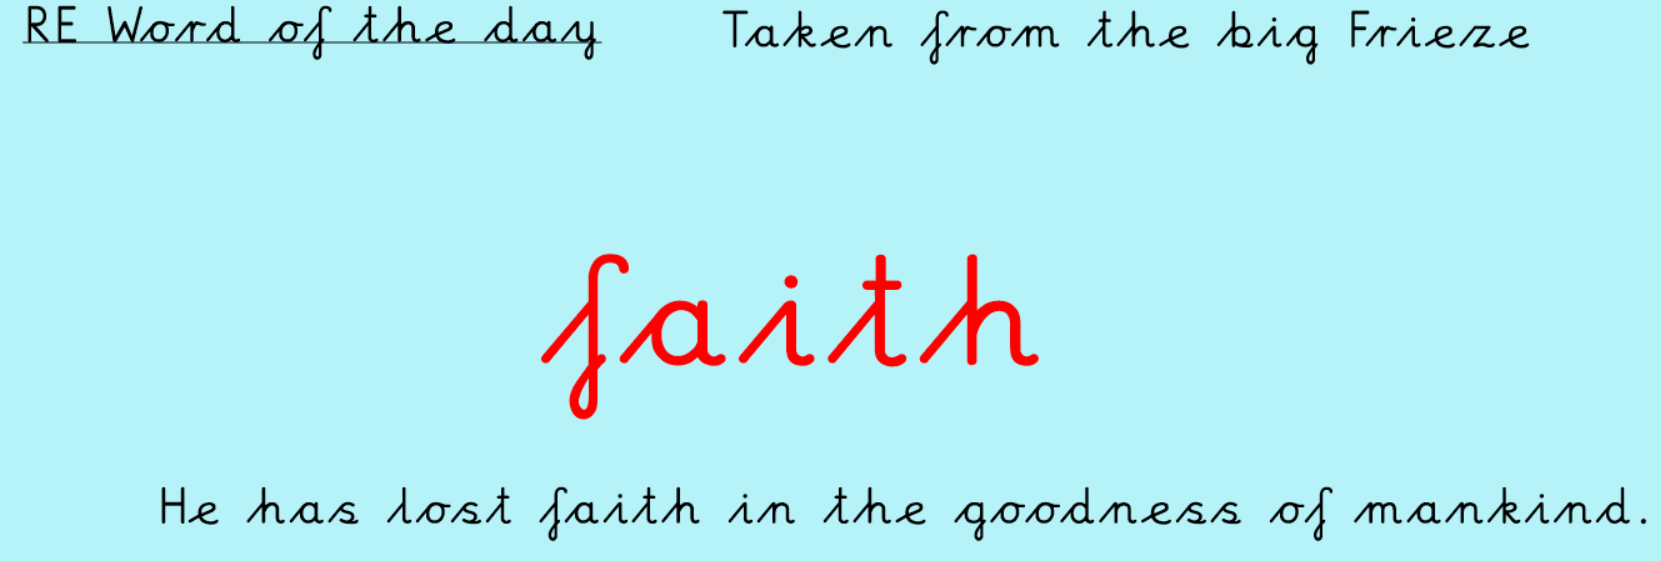 RE Word of the day Taken from the big Frieze
faith
He has lost faith in the goodness of mankind.